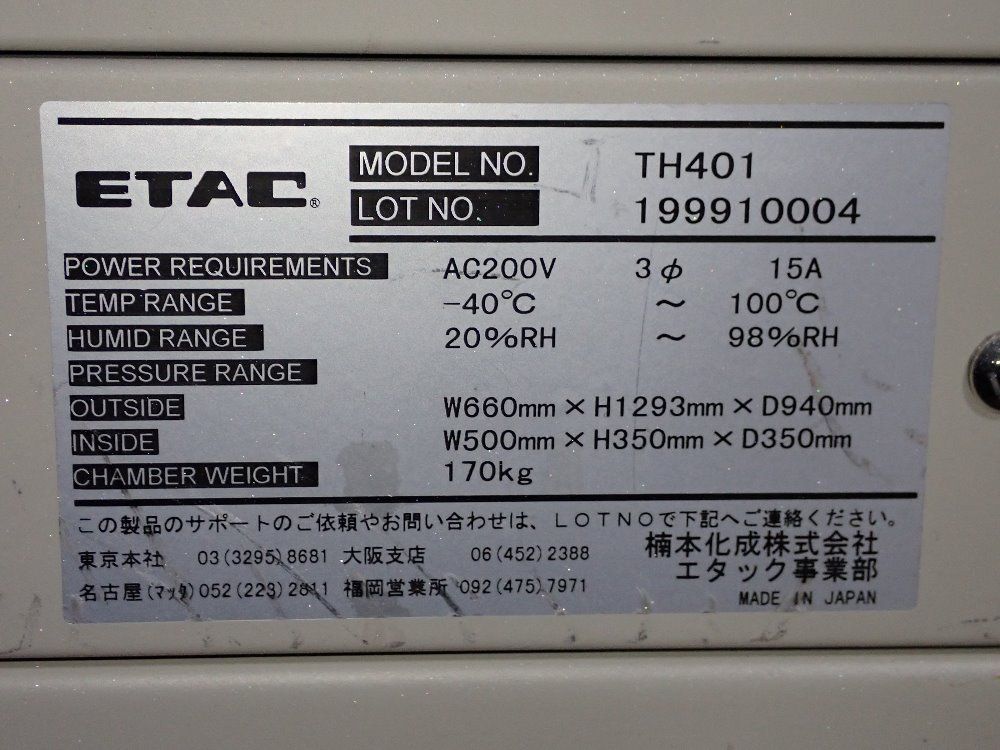 ETAC® MODEL NO. TH401
LOT NO. 199910004
POWER REQUIREMENTS AC200V 3φ 15A
TEMP RANGE -40℃ ～ 100℃
HUMID RANGE 20%RH ～ 98%RH
PRESSURE RANGE
OUTSIDE W660mm×H1293mm×D940mm
INSIDE W500mm×H350mm×D350mm
CHAMBER WEIGHT 170kg
この製品のサポートのご依頼やお問い合わせは、LOTNOで下記へご連絡ください。
東京本社 03(3295)8681 大阪支店 06(452)2388 楠本化成株式会社
エタック事業部
名古屋(マツダ)052(223)2811 福岡営業所 092(475)7971
MADE IN JAPAN